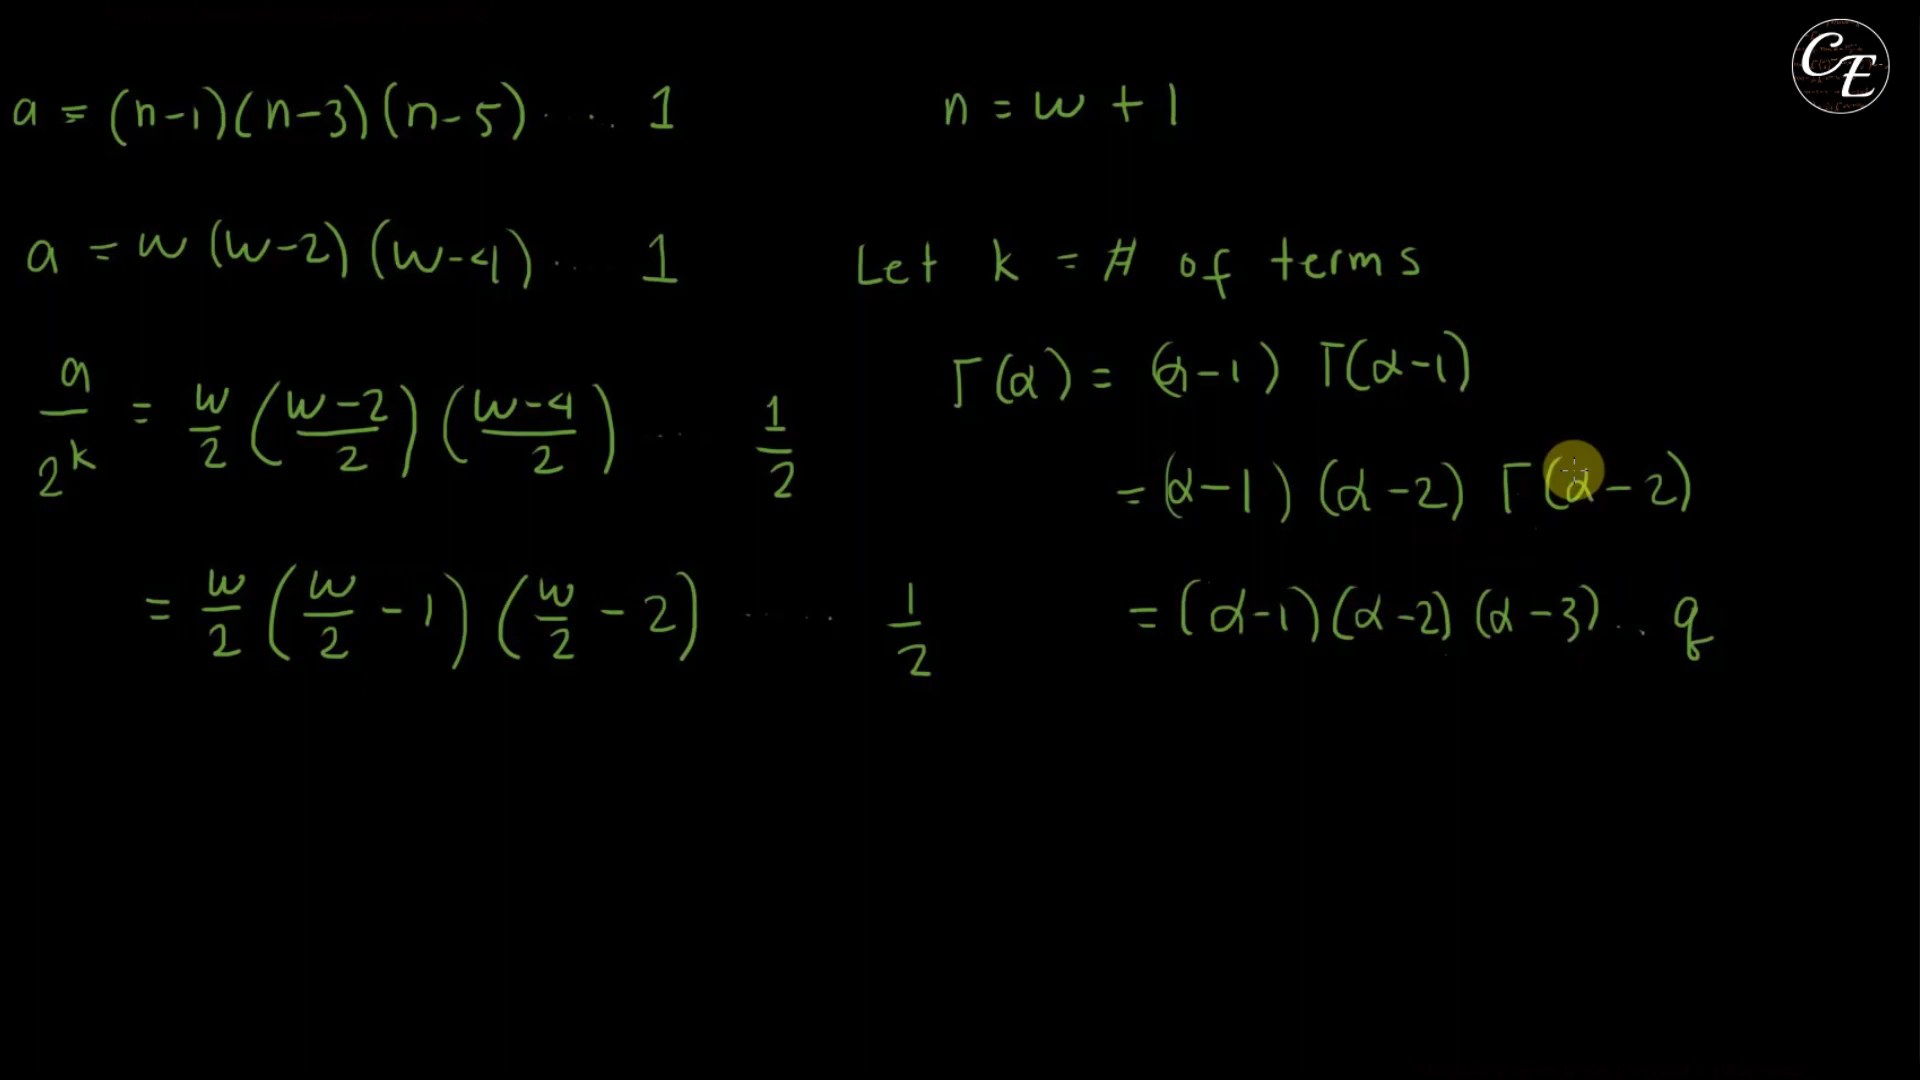 CE
a = (n-1)(n-3)(n-5) ..... 1
n = w + 1
a = w (w-2) (w-4) ... 1
Let k = # of terms
a/2^k = w/2 ((w-2)/2) ((w-4)/2) ... 1/2
Γ(α) = (α-1) Γ(α-1)
= (α-1) (α-2) Γ(α-2)
= w/2 (w/2 - 1) (w/2 - 2) ..... 1/2
= (α-1)(α-2)(α-3)... q